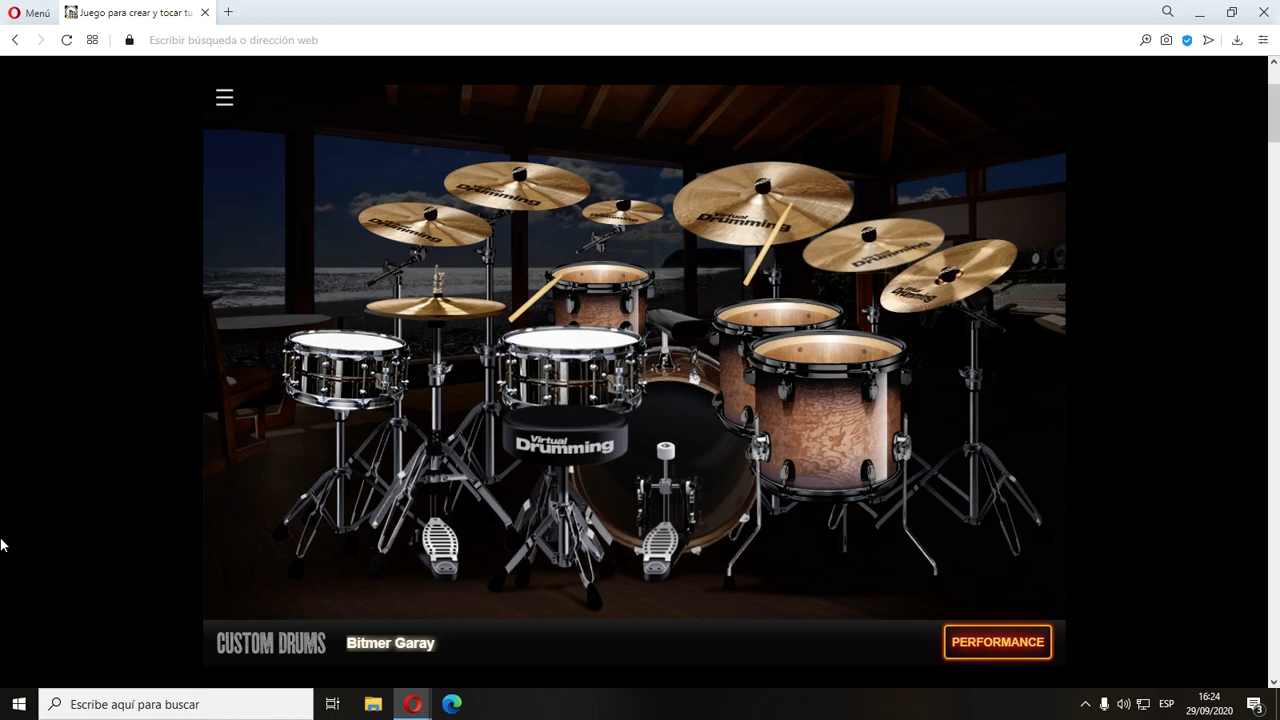 Menú
Juego para crear y tocar tu
Escribir búsqueda o dirección web
Virtual Drumming
Virtual Drumming
Virtual Drumming
Virtual Drumming
Virtual Drumming
Virtual Drumming
Virtual
Drumming
CUSTOM DRUMS
Bitmer Garay
PERFORMANCE
Escribe aquí para buscar
ESP
16:24
29/09/2020
3